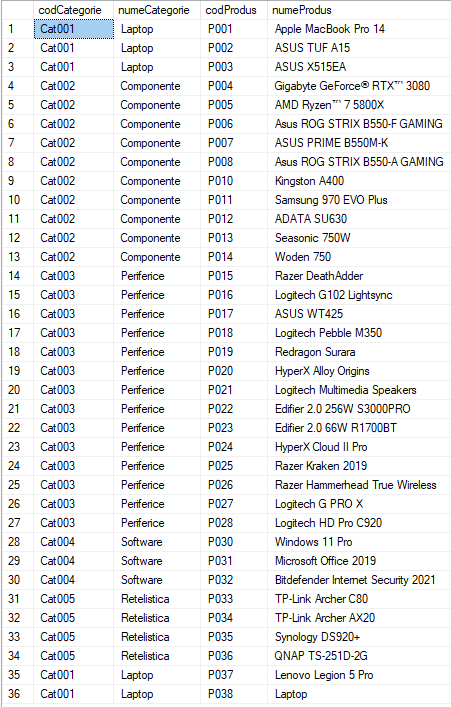 codCategorie numeCategorie codProdus numeProdus
1 Cat001 Laptop P001 Apple MacBook Pro 14
2 Cat001 Laptop P002 ASUS TUF A15
3 Cat001 Laptop P003 ASUS X515EA
4 Cat002 Componente P004 Gigabyte GeForce® RTX™ 3080
5 Cat002 Componente P005 AMD Ryzen™ 7 5800X
6 Cat002 Componente P006 Asus ROG STRIX B550-F GAMING
7 Cat002 Componente P007 ASUS PRIME B550M-K
8 Cat002 Componente P008 Asus ROG STRIX B550-A GAMING
9 Cat002 Componente P010 Kingston A400
10 Cat002 Componente P011 Samsung 970 EVO Plus
11 Cat002 Componente P012 ADATA SU630
12 Cat002 Componente P013 Seasonic 750W
13 Cat002 Componente P014 Woden 750
14 Cat003 Periferice P015 Razer DeathAdder
15 Cat003 Periferice P016 Logitech G102 Lightsync
16 Cat003 Periferice P017 ASUS WT425
17 Cat003 Periferice P018 Logitech Pebble M350
18 Cat003 Periferice P019 Redragon Surara
19 Cat003 Periferice P020 HyperX Alloy Origins
20 Cat003 Periferice P021 Logitech Multimedia Speakers
21 Cat003 Periferice P022 Edifier 2.0 256W S3000PRO
22 Cat003 Periferice P023 Edifier 2.0 66W R1700BT
23 Cat003 Periferice P024 HyperX Cloud II Pro
24 Cat003 Periferice P025 Razer Kraken 2019
25 Cat003 Periferice P026 Razer Hammerhead True Wireless
26 Cat003 Periferice P027 Logitech G PRO X
27 Cat003 Periferice P028 Logitech HD Pro C920
28 Cat004 Software P030 Windows 11 Pro
29 Cat004 Software P031 Microsoft Office 2019
30 Cat004 Software P032 Bitdefender Internet Security 2021
31 Cat005 Retelistica P033 TP-Link Archer C80
32 Cat005 Retelistica P034 TP-Link Archer AX20
33 Cat005 Retelistica P035 Synology DS920+
34 Cat005 Retelistica P036 QNAP TS-251D-2G
35 Cat001 Laptop P037 Lenovo Legion 5 Pro
36 Cat001 Laptop P038 Laptop